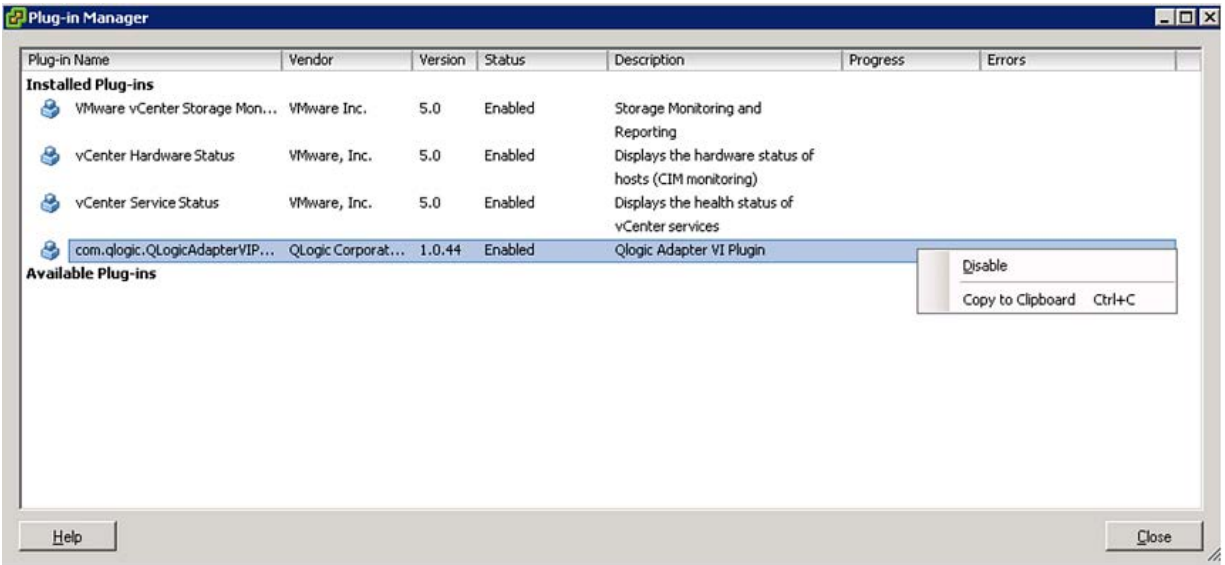 Plug-in Manager
Plug-in Name Vendor Version Status Description Progress Errors
Installed Plug-ins
VMware vCenter Storage Mon... VMware Inc. 5.0 Enabled Storage Monitoring and
Reporting
vCenter Hardware Status VMware, Inc. 5.0 Enabled Displays the hardware status of
hosts (CIM monitoring)
vCenter Service Status VMware, Inc. 5.0 Enabled Displays the health status of
vCenter services
com.qlogic.QLogicAdapterVIP... QLogic Corporat... 1.0.44 Enabled Qlogic Adapter VI Plugin
Available Plug-ins
Disable
Copy to Clipboard Ctrl+C
Help Close